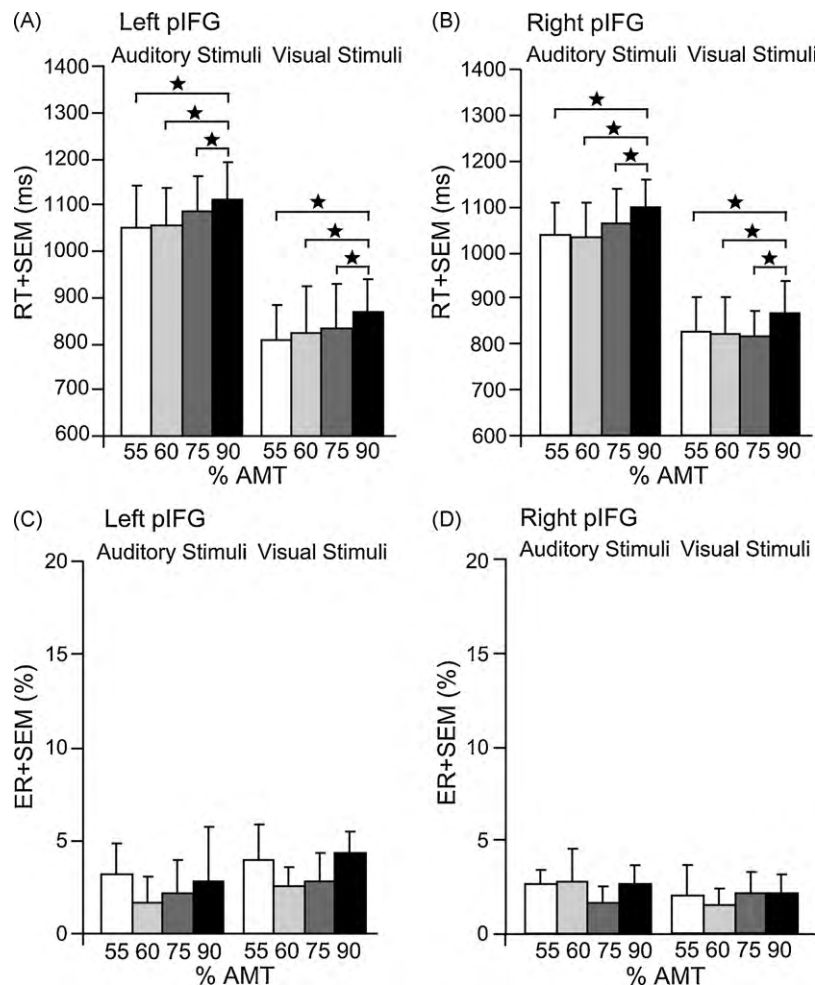 (A) Left pIFG
Auditory Stimuli Visual Stimuli
1400
1300
1200
1100
1000
900
800
700
600
RT+SEM (ms)
55 60 75 90 55 60 75 90
% AMT
(B) Right pIFG
Auditory Stimuli Visual Stimuli
1400
1300
1200
1100
1000
900
800
700
600
RT+SEM (ms)
55 60 75 90 55 60 75 90
% AMT
(C) Left pIFG
Auditory Stimuli Visual Stimuli
20
15
10
5
0
ER+SEM (%)
55 60 75 90 55 60 75 90
% AMT
(D) Right pIFG
Auditory Stimuli Visual Stimuli
20
15
10
5
0
ER+SEM (%)
55 60 75 90 55 60 75 90
% AMT